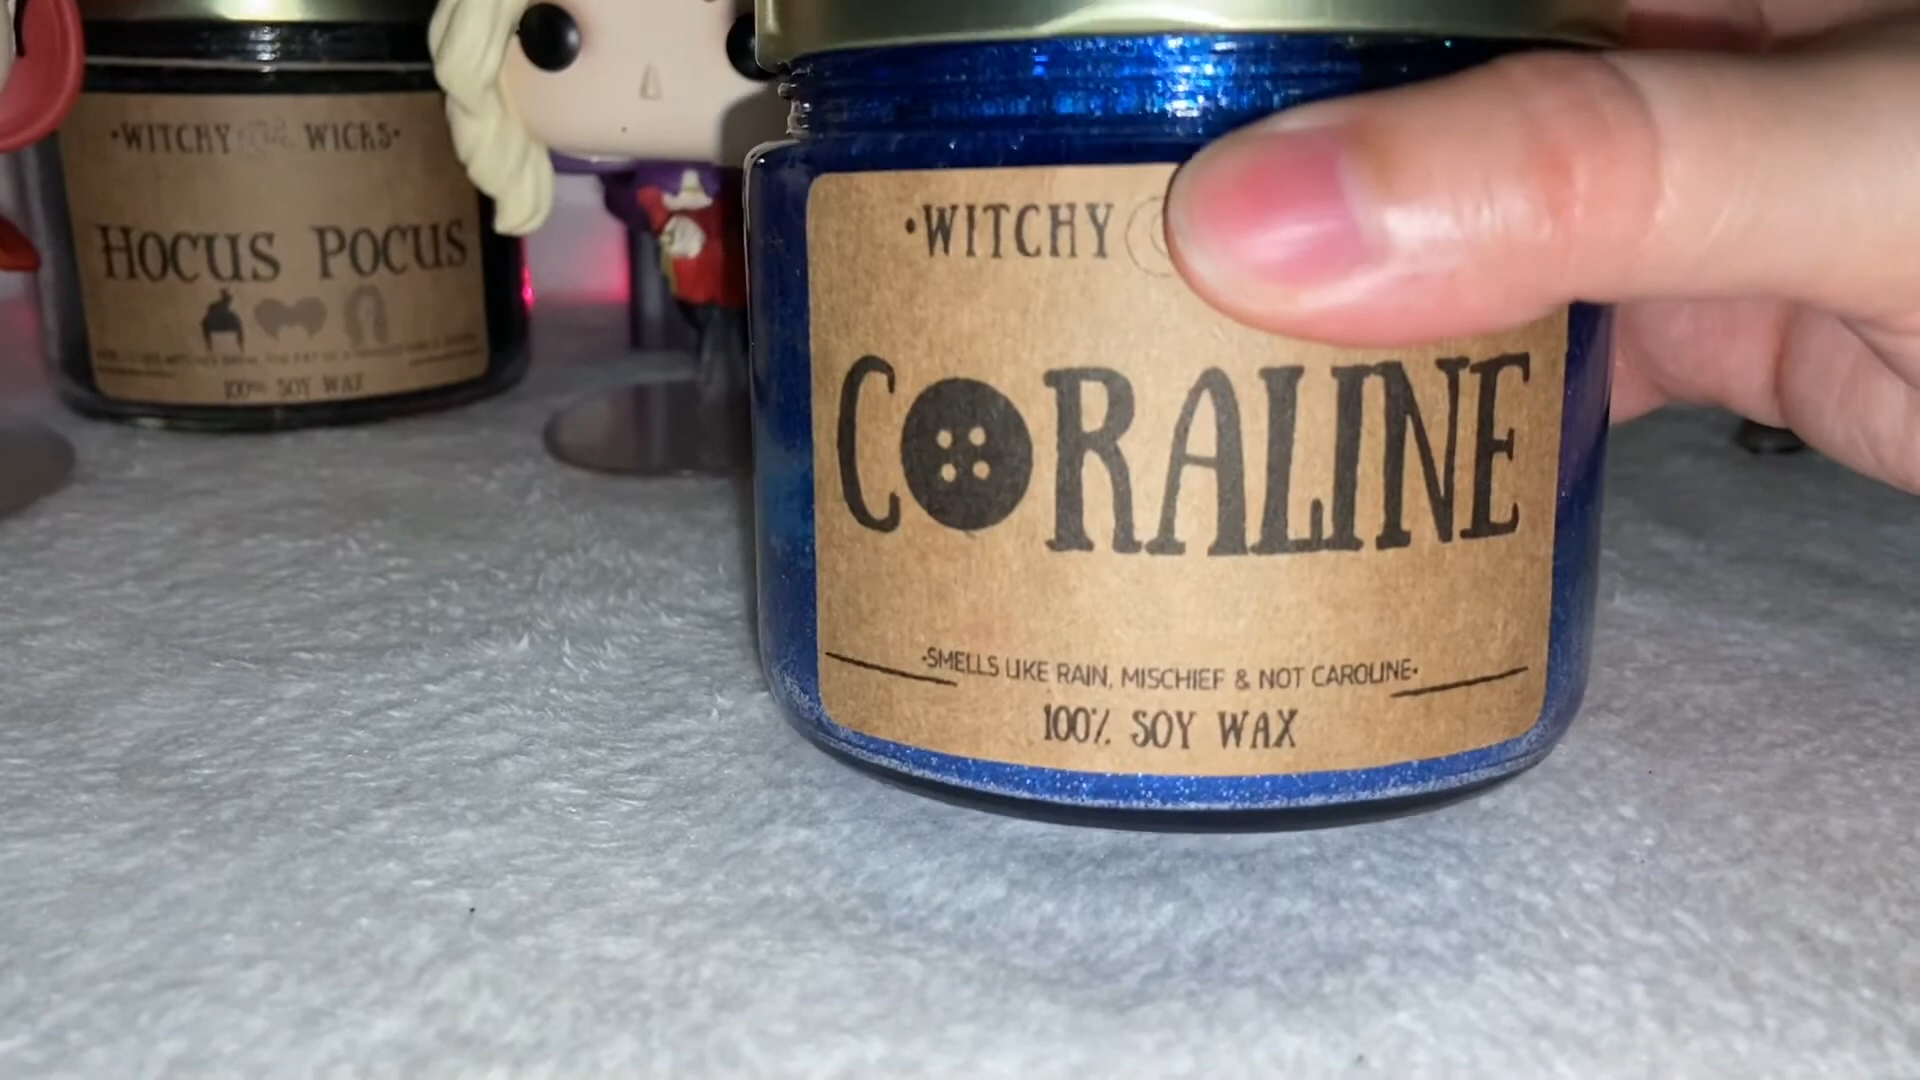 ·WITCHY WICKS·
HOCUS POCUS
100% SOY WAX
·WITCHY
CORALINE
·SMELLS LIKE RAIN, MISCHIEF & NOT CAROLINE·
100% SOY WAX